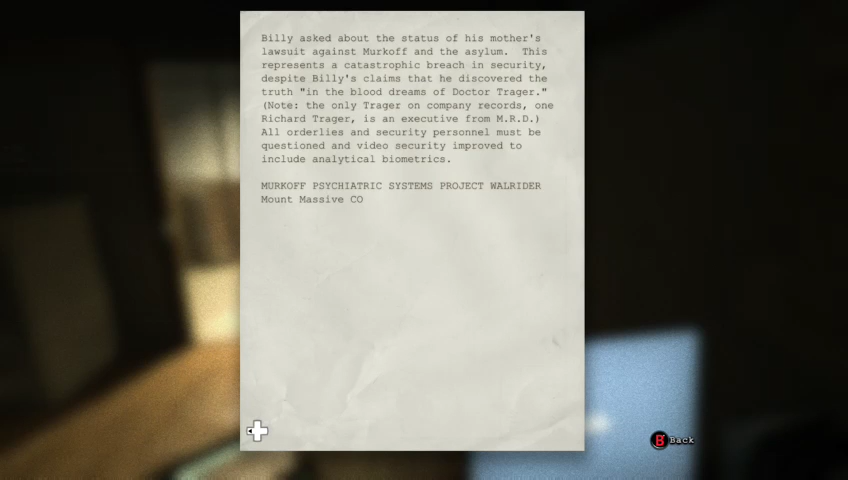 Billy asked about the status of his mother's
lawsuit against Murkoff and the asylum.  This
represents a catastrophic breach in security,
despite Billy's claims that he discovered the
truth "in the blood dreams of Doctor Trager."
(Note: the only Trager on company records, one
Richard Trager, is an executive from M.R.D.)
All orderlies and security personnel must be
questioned and video security improved to
include analytical biometrics.

MURKOFF PSYCHIATRIC SYSTEMS PROJECT WALRIDER
Mount Massive CO
B Back